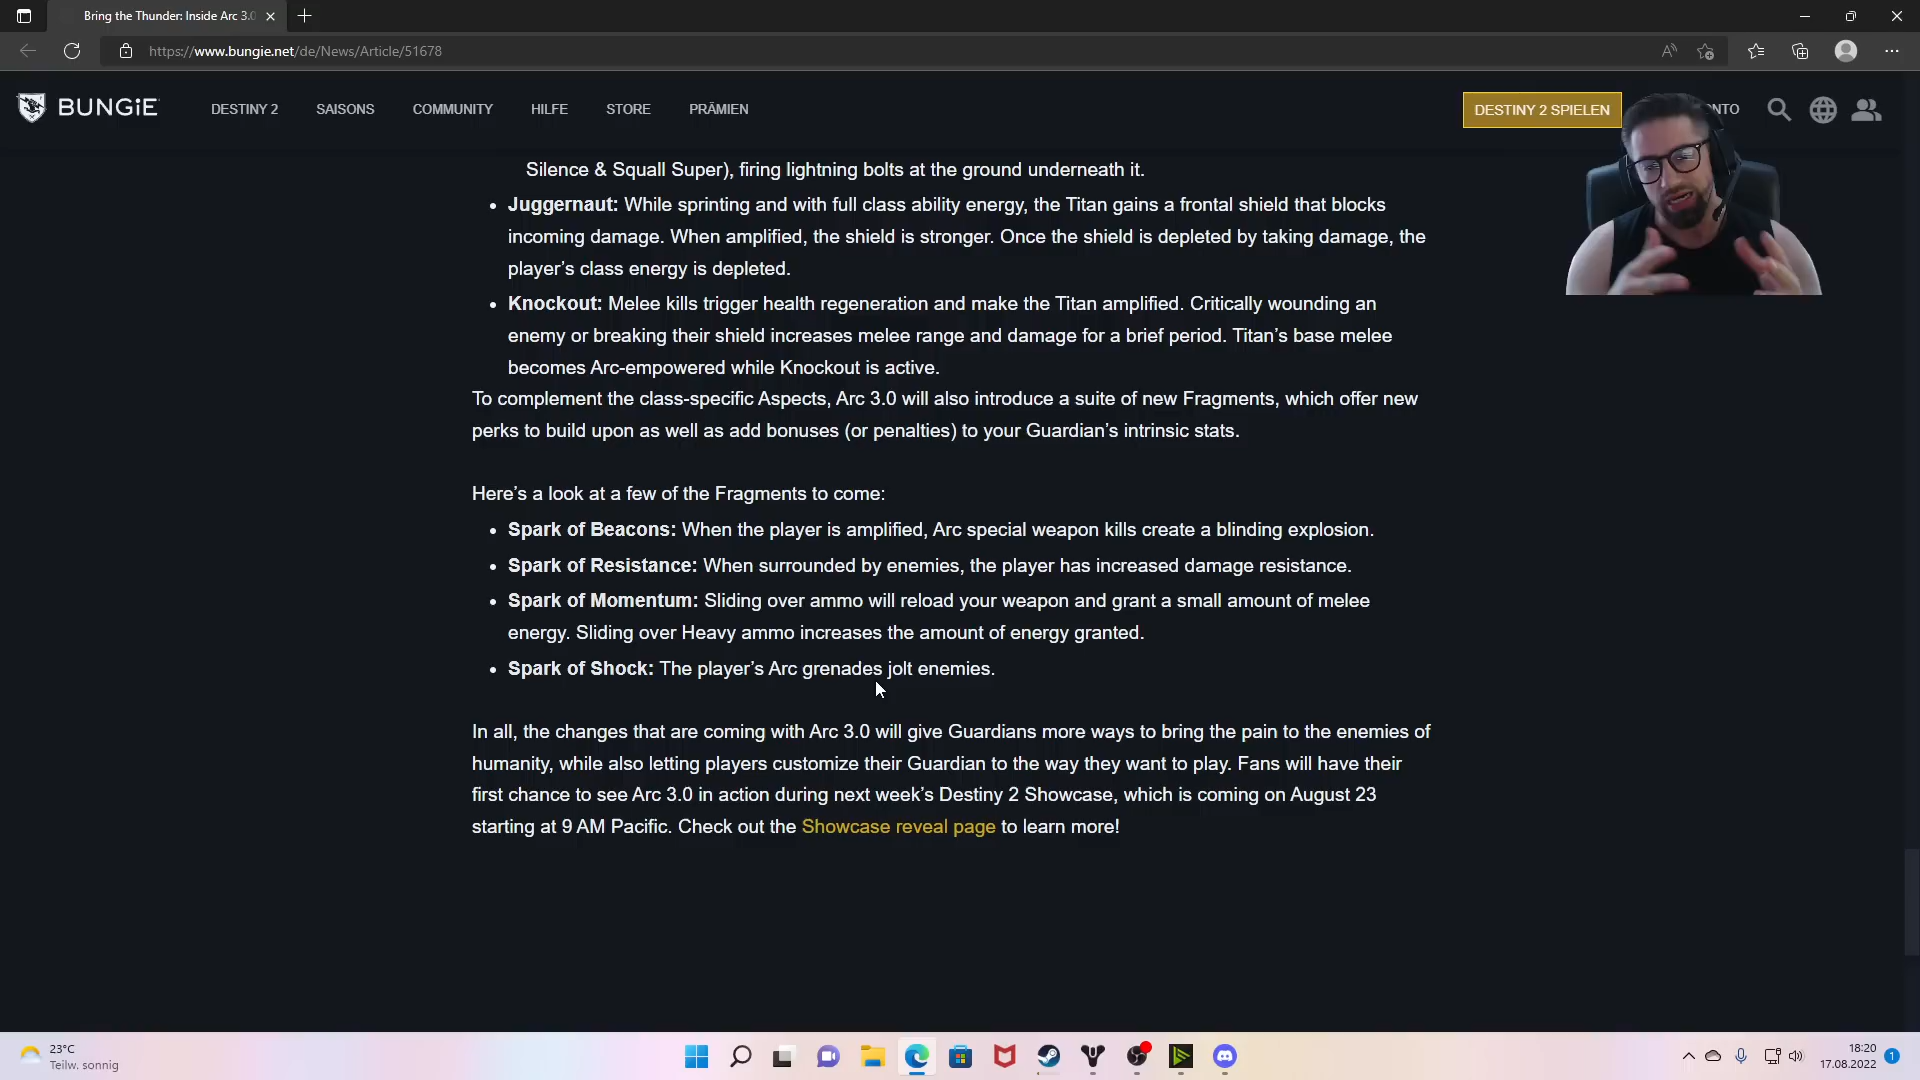 Bring the Thunder: Inside Arc 3.0
https://www.bungie.net/de/News/Article/51678
BUNGiE DESTINY 2 SAISONS COMMUNITY HILFE STORE PRÄMIEN DESTINY 2 SPIELEN
Silence & Squall Super), firing lightning bolts at the ground underneath it.
• Juggernaut: While sprinting and with full class ability energy, the Titan gains a frontal shield that blocks
incoming damage. When amplified, the shield is stronger. Once the shield is depleted by taking damage, the
player’s class energy is depleted.
• Knockout: Melee kills trigger health regeneration and make the Titan amplified. Critically wounding an
enemy or breaking their shield increases melee range and damage for a brief period. Titan’s base melee
becomes Arc-empowered while Knockout is active.
To complement the class-specific Aspects, Arc 3.0 will also introduce a suite of new Fragments, which offer new
perks to build upon as well as add bonuses (or penalties) to your Guardian’s intrinsic stats.
Here’s a look at a few of the Fragments to come:
• Spark of Beacons: When the player is amplified, Arc special weapon kills create a blinding explosion.
• Spark of Resistance: When surrounded by enemies, the player has increased damage resistance.
• Spark of Momentum: Sliding over ammo will reload your weapon and grant a small amount of melee
energy. Sliding over Heavy ammo increases the amount of energy granted.
• Spark of Shock: The player’s Arc grenades jolt enemies.
In all, the changes that are coming with Arc 3.0 will give Guardians more ways to bring the pain to the enemies of
humanity, while also letting players customize their Guardian to the way they want to play. Fans will have their
first chance to see Arc 3.0 in action during next week’s Destiny 2 Showcase, which is coming on August 23
starting at 9 AM Pacific. Check out the Showcase reveal page to learn more!
23°C
Teilw. sonnig
18:20
17.08.2022
1